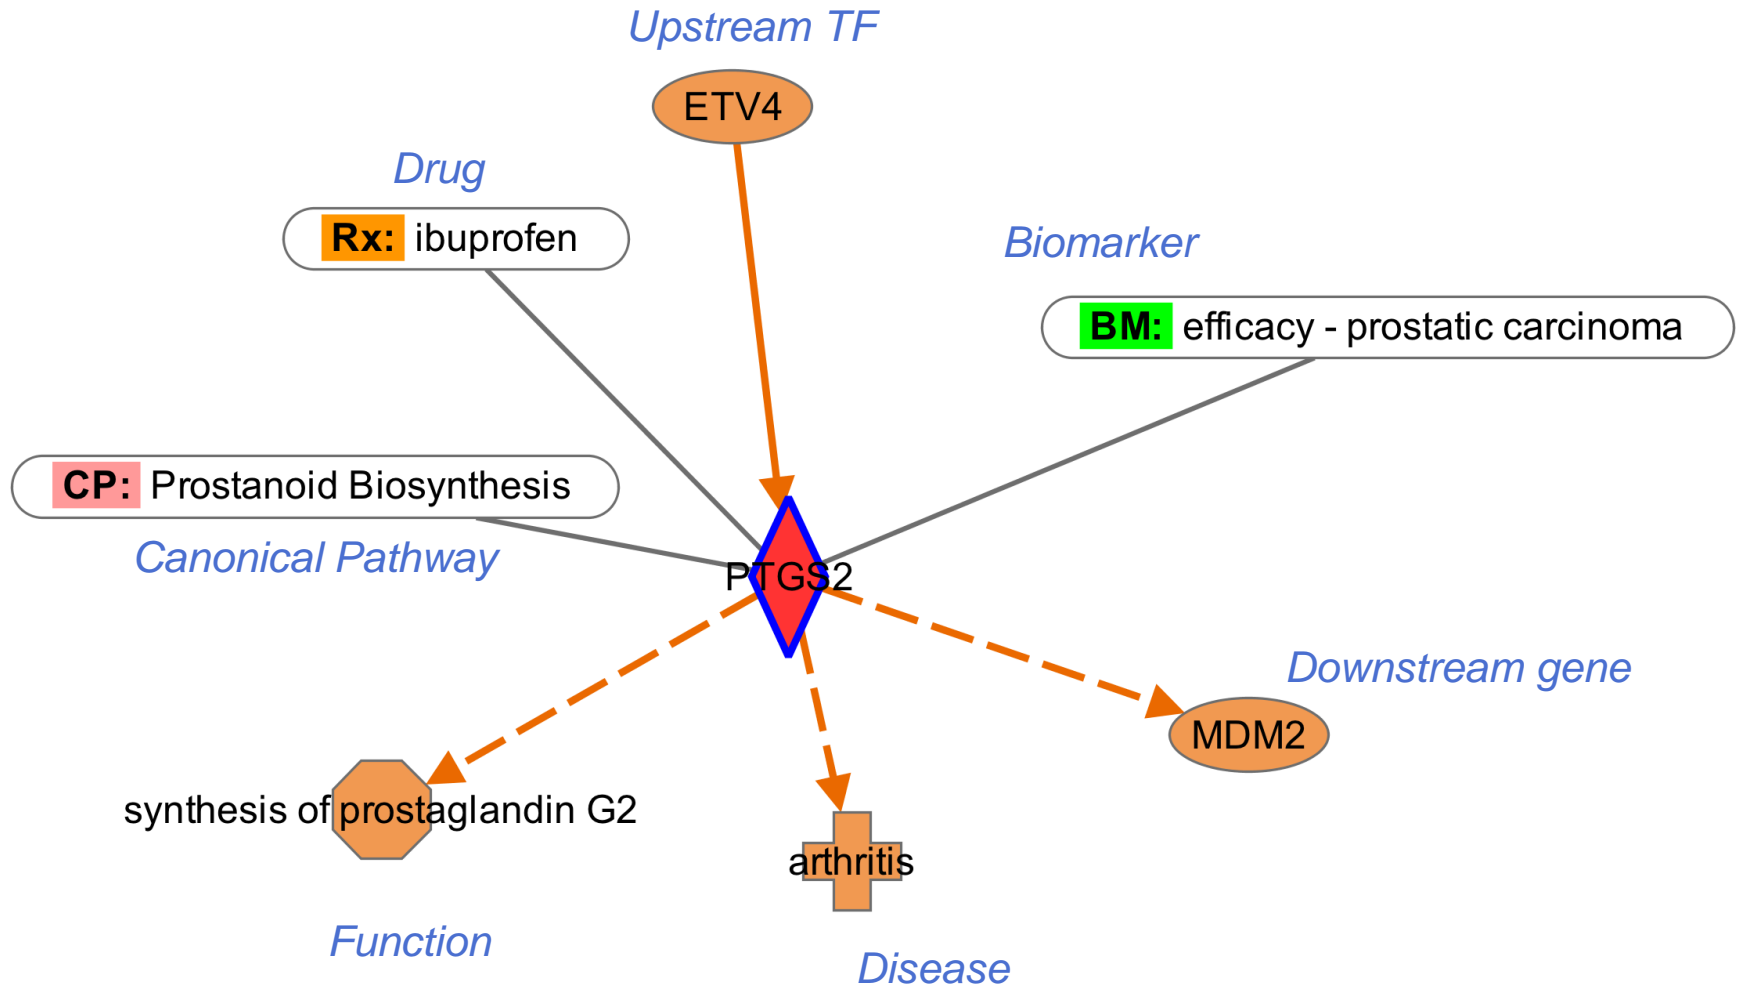 Upstream TF
ETV4
Drug
Rx: ibuprofen
Biomarker
BM: efficacy - prostatic carcinoma
CP: Prostanoid Biosynthesis
Canonical Pathway
PTGS2
Downstream gene
MDM2
synthesis of prostaglandin G2
arthritis
Function
Disease